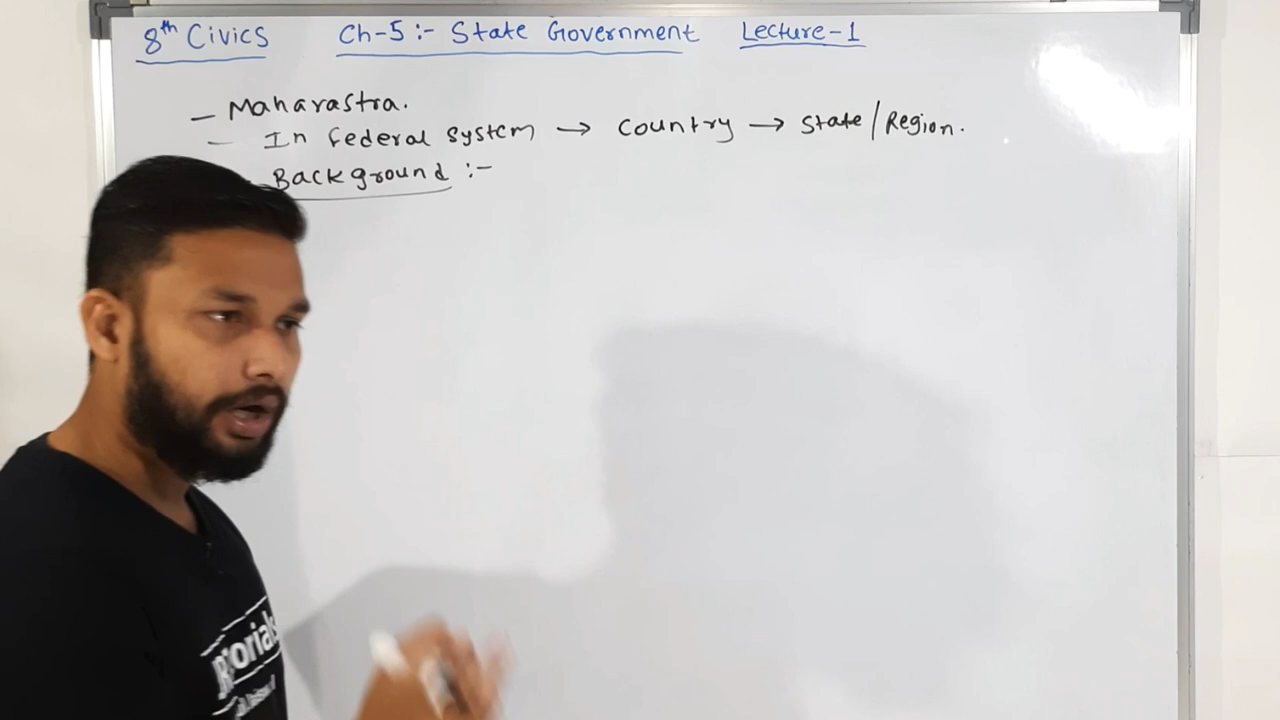 8th Civics Ch-5:- State Government Lecture-1
- Maharastra.
- In Federal System → Country → State/Region.
Background :-